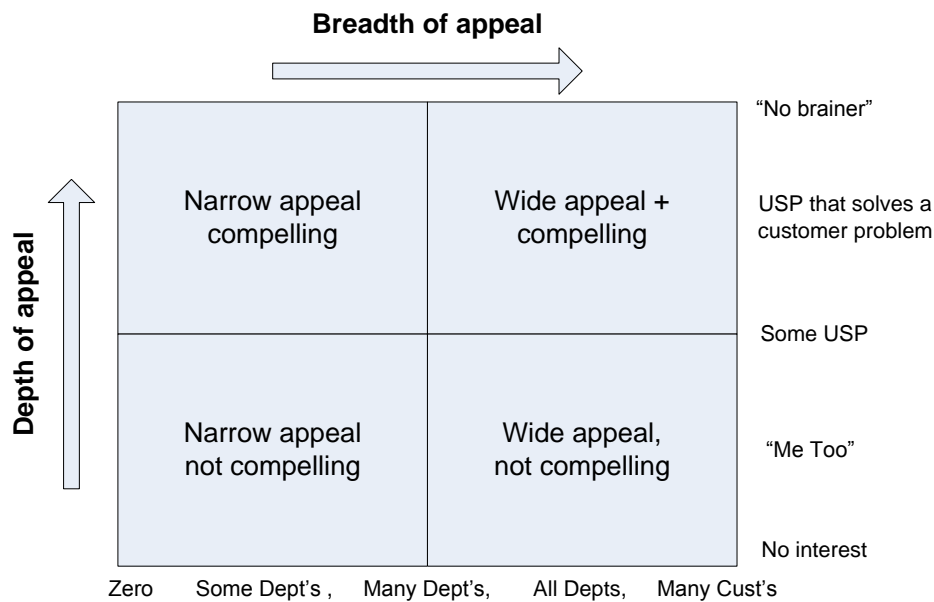 Breadth of appeal
“No brainer”
Narrow appeal
compelling
Wide appeal +
compelling
USP that solves a
customer problem
Depth of appeal
Some USP
Narrow appeal
not compelling
Wide appeal,
not compelling
“Me Too”
No interest
Zero Some Dept’s , Many Dept’s, All Depts, Many Cust’s